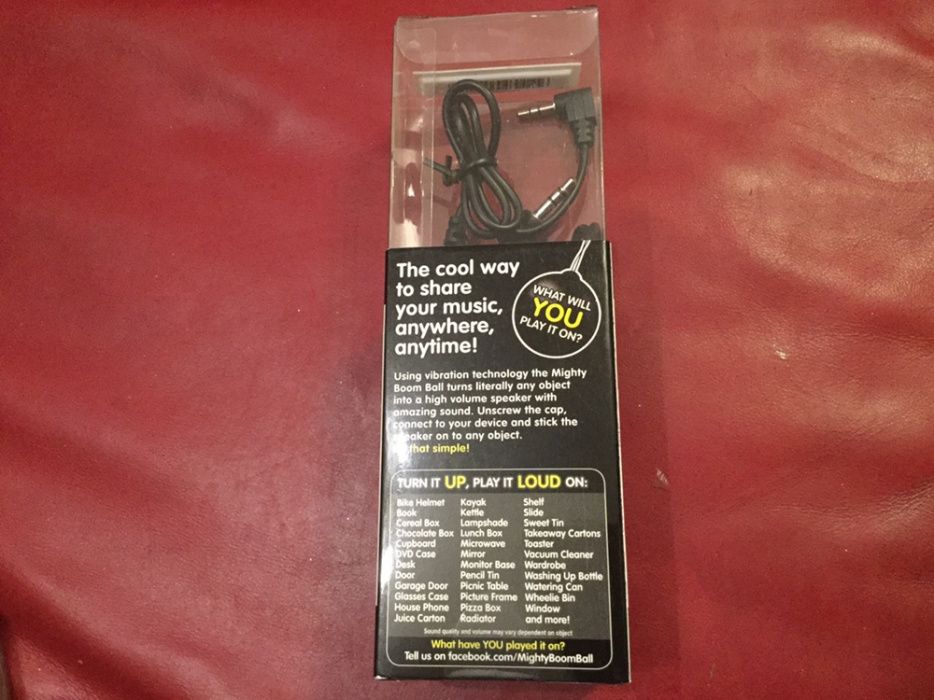 The cool way
to share
your music,
anywhere,
anytime!
WHAT WILL
YOU
PLAY IT ON?
Using vibration technology the Mighty
Boom Ball turns literally any object
into a high volume speaker with
amazing sound. Unscrew the cap,
connect to your device and stick the
speaker on to any object.
that simple!
TURN IT UP, PLAY IT LOUD ON:
Bike Helmet
Book
Cereal Box
Chocolate Box
Cupboard
DVD Case
Desk
Door
Garage Door
Glasses Case
House Phone
Juice Carton
Kayak
Kettle
Lampshade
Lunch Box
Microwave
Mirror
Monitor Base
Pencil Tin
Picnic Table
Picture Frame
Pizza Box
Radiator
Shelf
Slide
Sweet Tin
Takeaway Cartons
Toaster
Vacuum Cleaner
Wardrobe
Washing Up Bottle
Watering Can
Wheelie Bin
Window
and more!
Sound quality and volume may vary dependent on object
What have YOU played it on?
Tell us on facebook.com/MightyBoomBall